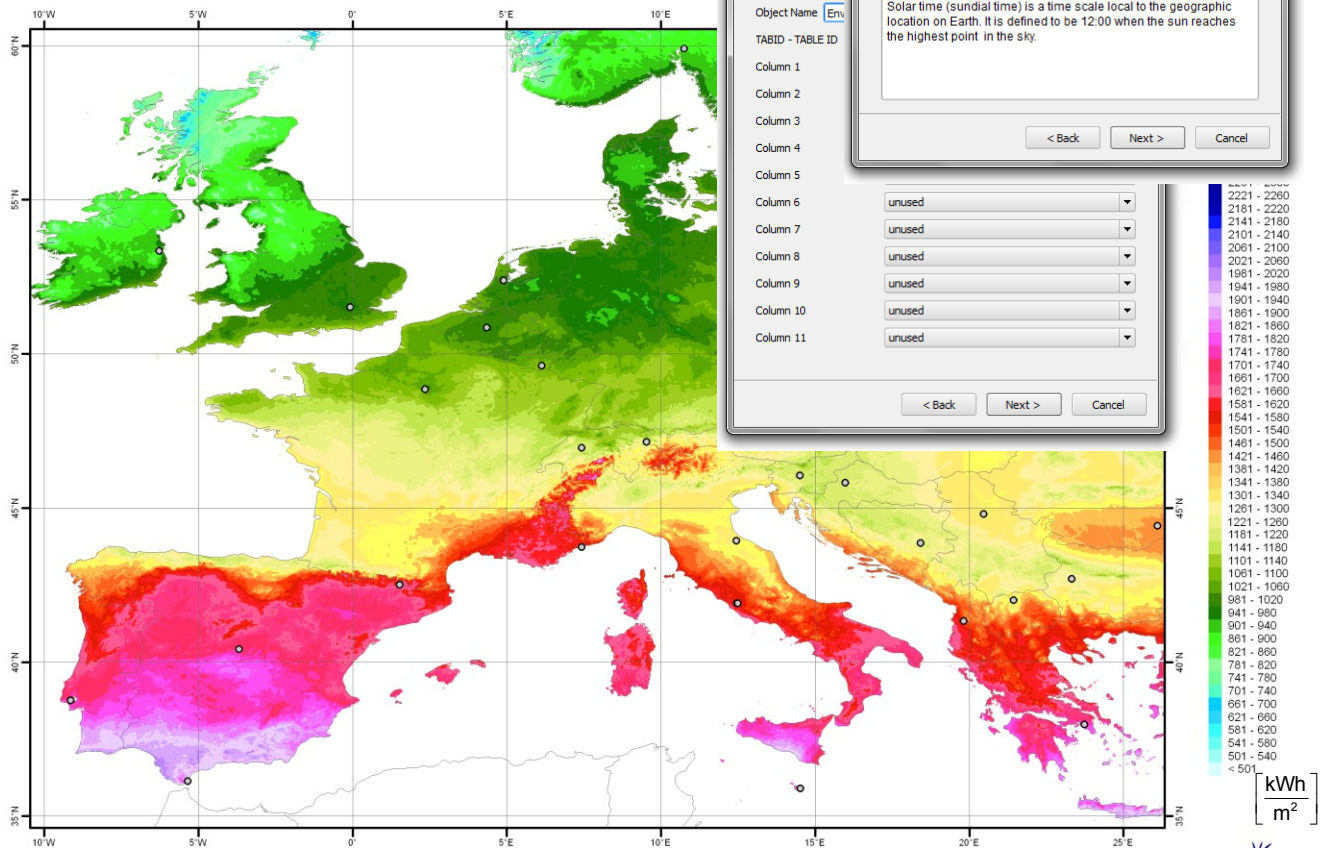 10°W 5°W 0° 5°E 10°E
Object Name Env
TABID - TABLE ID
Column 1
Column 2
Column 3
Column 4
Column 5
Column 6 unused
Column 7 unused
Column 8 unused
Column 9 unused
Column 10 unused
Column 11 unused
< Back Next > Cancel
Solar time (sundial time) is a time scale local to the geographic
location on Earth. It is defined to be 12:00 when the sun reaches
the highest point in the sky.
< Back Next > Cancel
60°N
55°N
50°N
45°N
40°N
35°N
45°N
40°N
35°N
2221 - 2260
2181 - 2220
2141 - 2180
2101 - 2140
2061 - 2100
2021 - 2060
1981 - 2020
1941 - 1980
1901 - 1940
1861 - 1900
1821 - 1860
1781 - 1820
1741 - 1780
1701 - 1740
1661 - 1700
1621 - 1660
1581 - 1620
1541 - 1580
1501 - 1540
1461 - 1500
1421 - 1460
1381 - 1420
1341 - 1380
1301 - 1340
1261 - 1300
1221 - 1260
1181 - 1220
1141 - 1180
1101 - 1140
1061 - 1100
1021 - 1060
981 - 1020
941 - 980
901 - 940
861 - 900
821 - 860
781 - 820
741 - 780
701 - 740
661 - 700
621 - 660
581 - 620
541 - 580
501 - 540
< 501
kWh
m²
10°W 5°W 0° 5°E 10°E 15°E 20°E 25°E